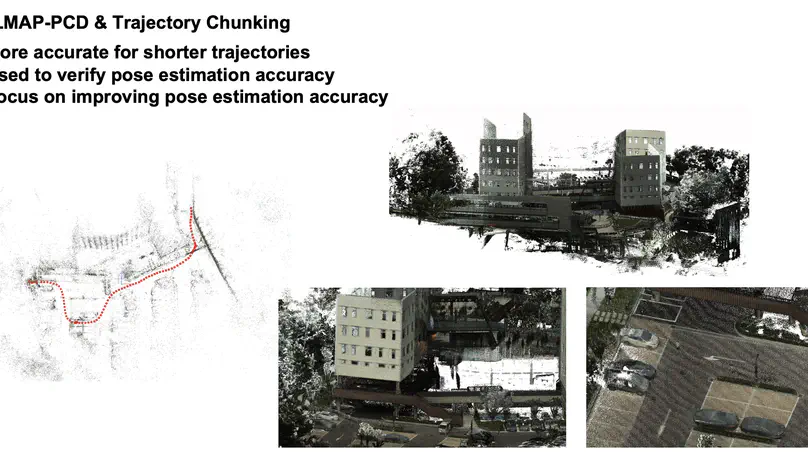 LMAP-PCD & Trajectory Chunking
ore accurate for shorter trajectories
sed to verify pose estimation accuracy
ocus on improving pose estimation accuracy